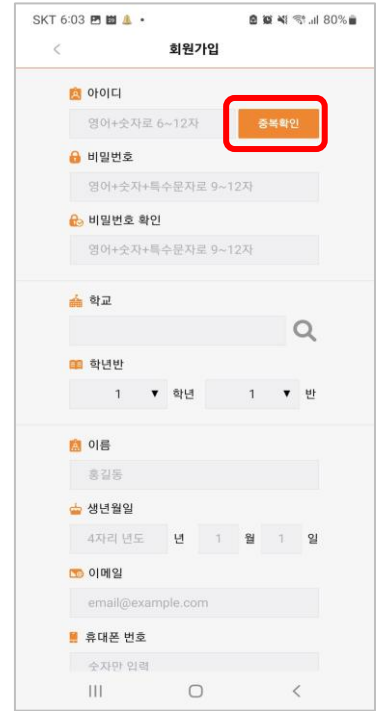 SKT 6:03 80%
회원가입
아이디
영어+숫자로 6~12자 중복확인
비밀번호
영어+숫자+특수문자로 9~12자
비밀번호 확인
영어+숫자+특수문자로 9~12자
학교
학년반
1 ▼ 학년 1 ▼ 반
이름
홍길동
생년월일
4자리 년도 년 1 월 1 일
이메일
email@example.com
휴대폰 번호
숫자만 입력